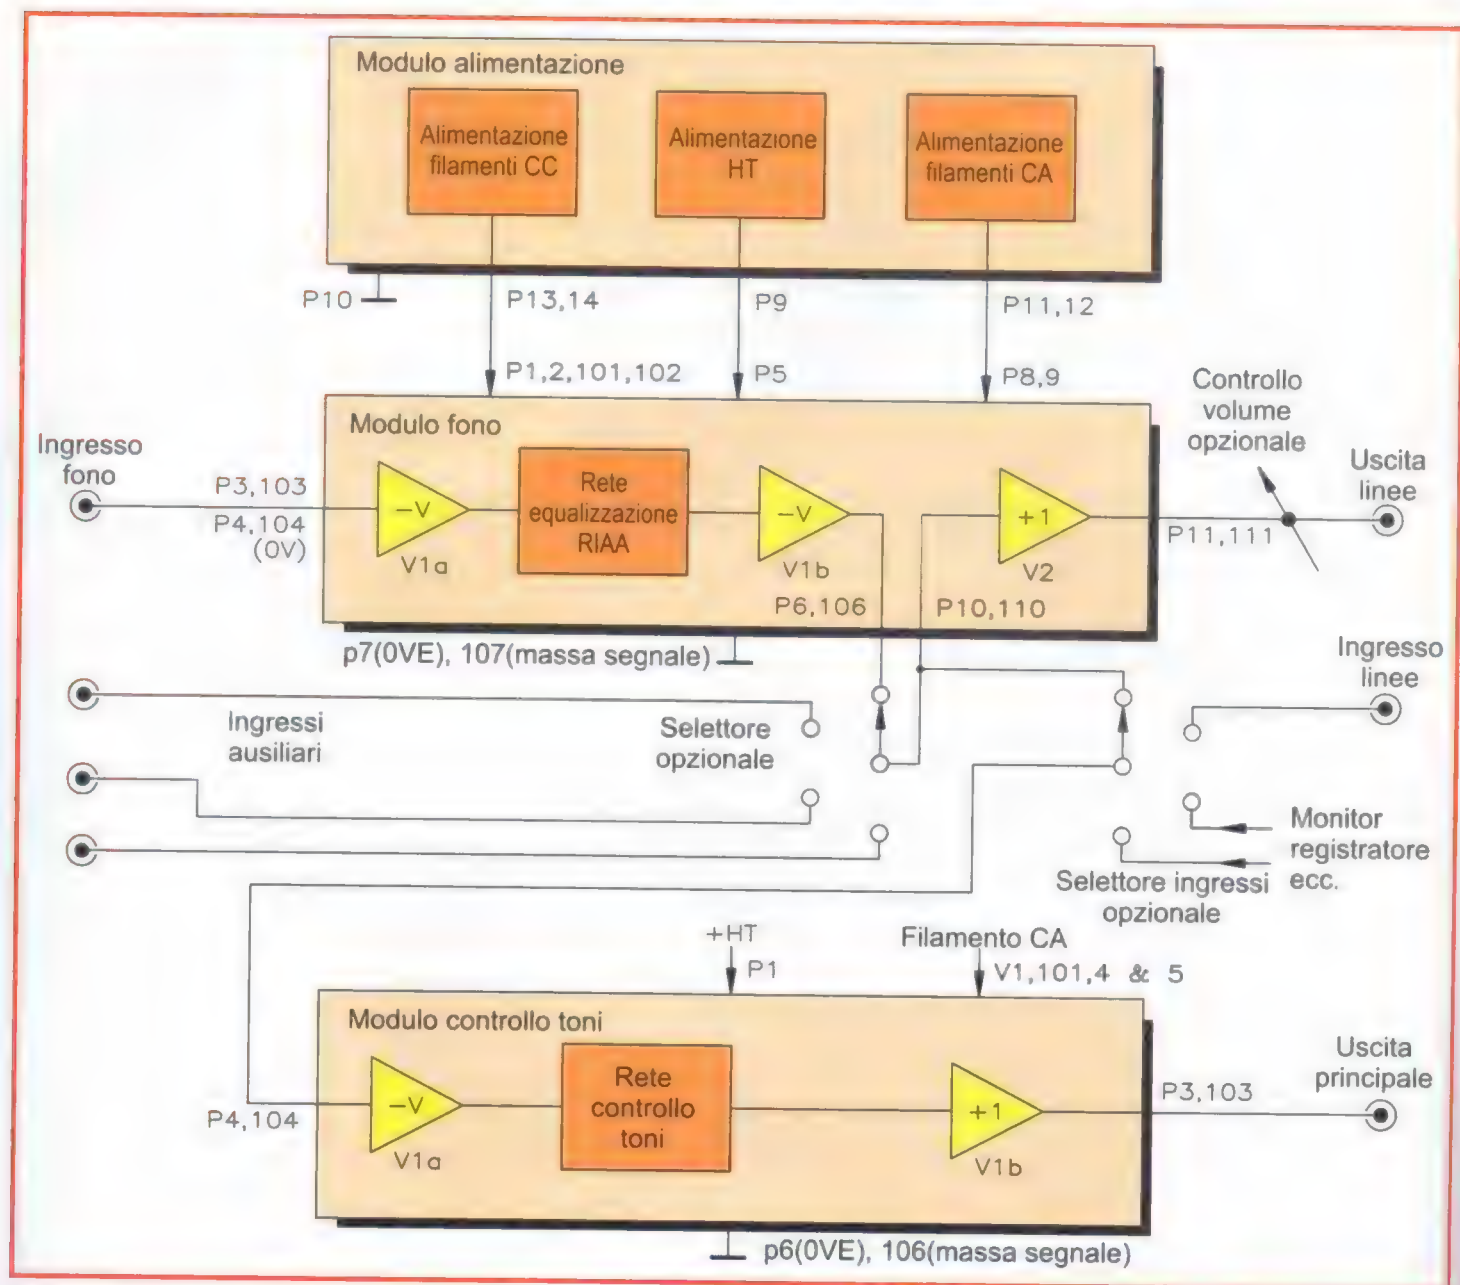 Modulo alimentazione
Alimentazione
filamenti CC
Alimentazione
HT
Alimentazione
filamenti CA
P10
P13,14
P9
P11,12
P1,2,101,102
P5
P8,9
Controllo
volume
opzionale
Modulo fono
Ingresso
fono
Uscita
linee
P3,103
P4,104
(0V)
-V
V1a
Rete
equalizzazione
RIAA
-V
V1b
+1
V2
P11,111
P6,106
P10,110
p7(0VE), 107(massa segnale)
Ingresso
linee
Ingressi
ausiliari
Selettore
opzionale
Monitor
registratore
ecc.
Selettore ingressi
opzionale
+HT
P1
Filamento CA
V1,101,4 & 5
Modulo controllo toni
P4,104
-V
V1a
Rete
controllo
toni
+1
V1b
P3,103
Uscita
principale
p6(0VE), 106(massa segnale)